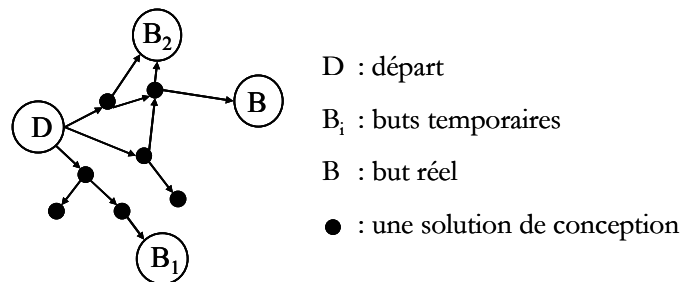 B₂
D
B
B₁
D : départ
Bᵢ : buts temporaires
B : but réel
● : une solution de conception